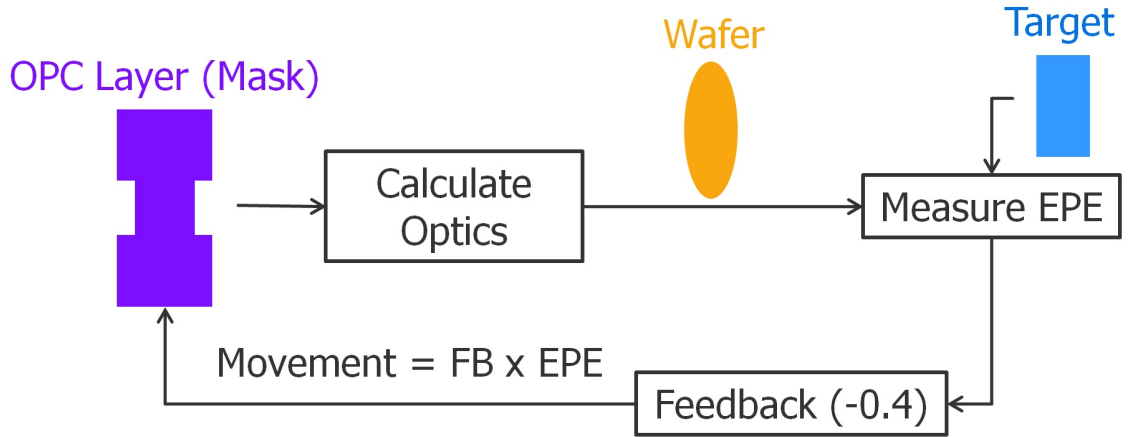 Target
Wafer
OPC Layer (Mask)
Calculate
Optics
Measure EPE
Movement = FB x EPE
Feedback (-0.4)